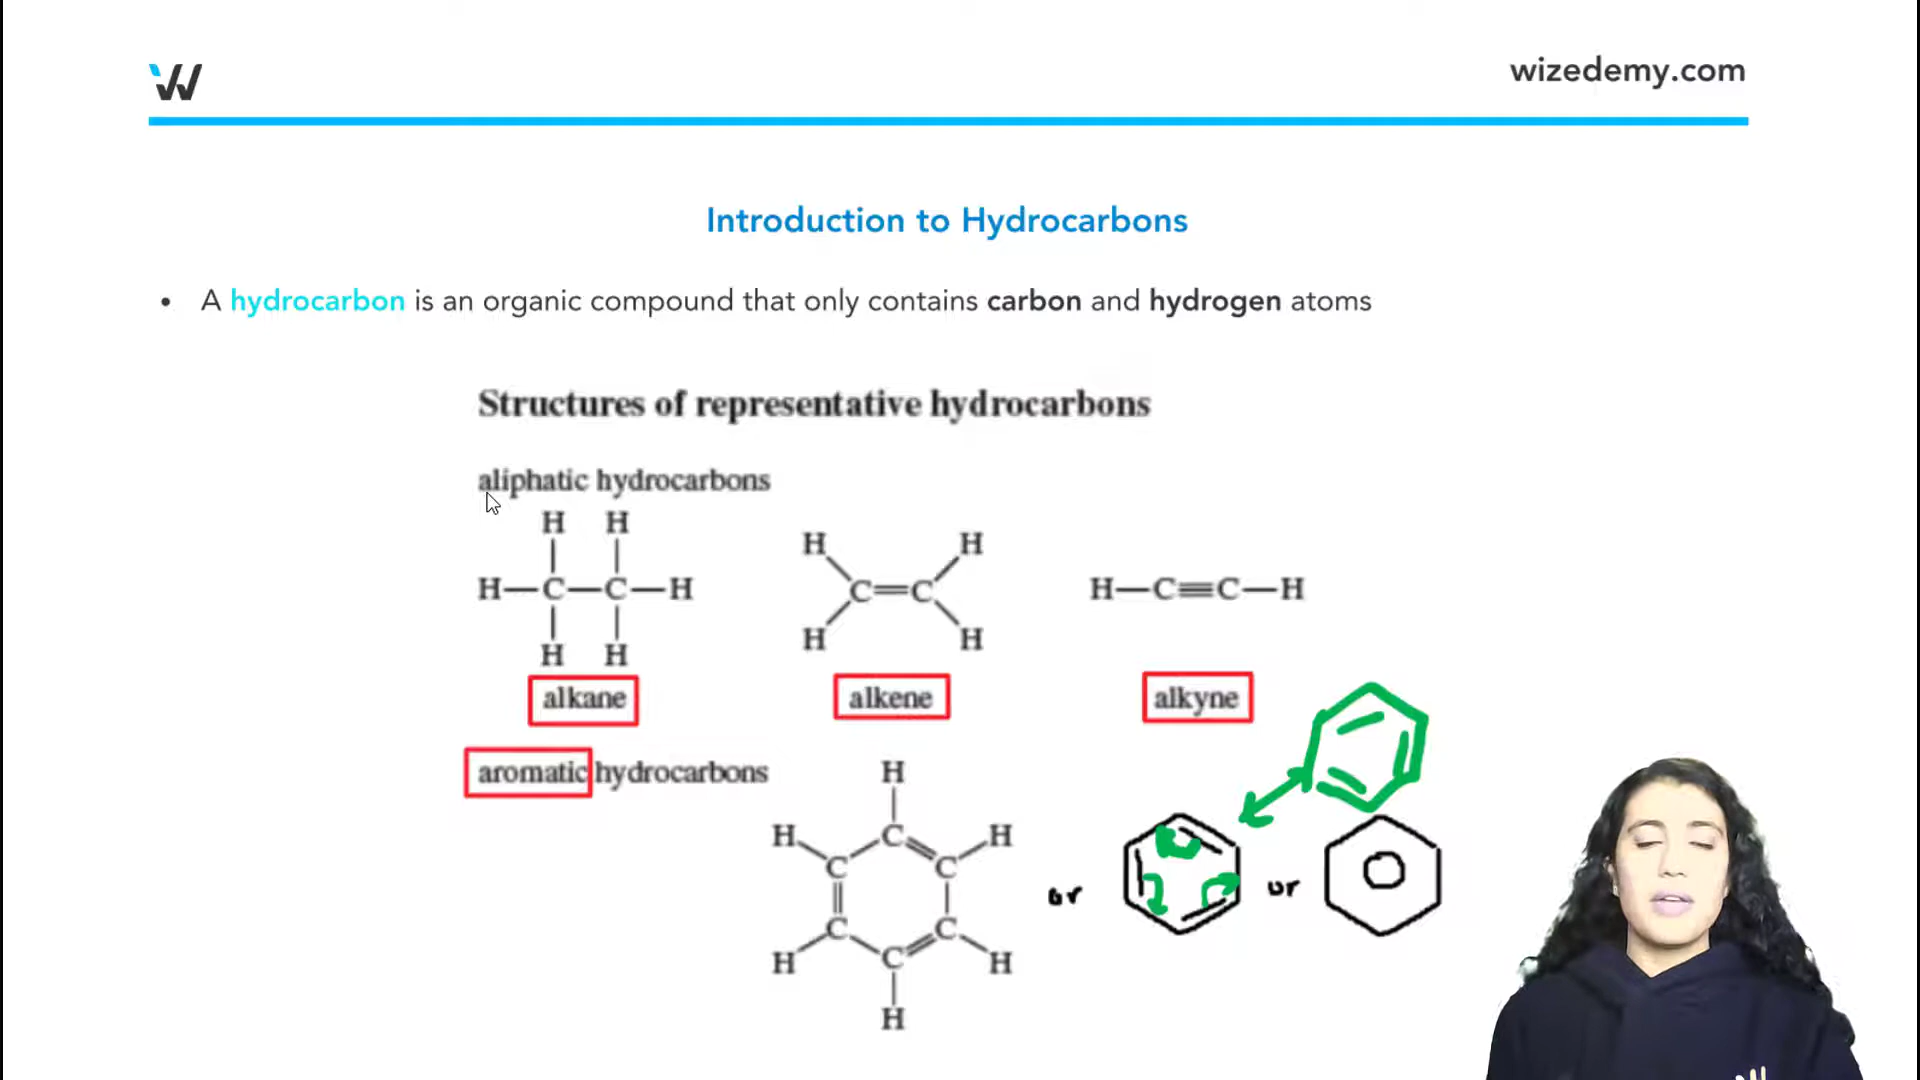 W
wizedemy.com
Introduction to Hydrocarbons
• A hydrocarbon is an organic compound that only contains carbon and hydrogen atoms
Structures of representative hydrocarbons
aliphatic hydrocarbons
H H
H—C—C—H
H H
alkane
H H
C=C
H H
alkene
H—C≡C—H
alkyne
aromatic hydrocarbons
H
H C H
C C
C C
H C H
H
or
or